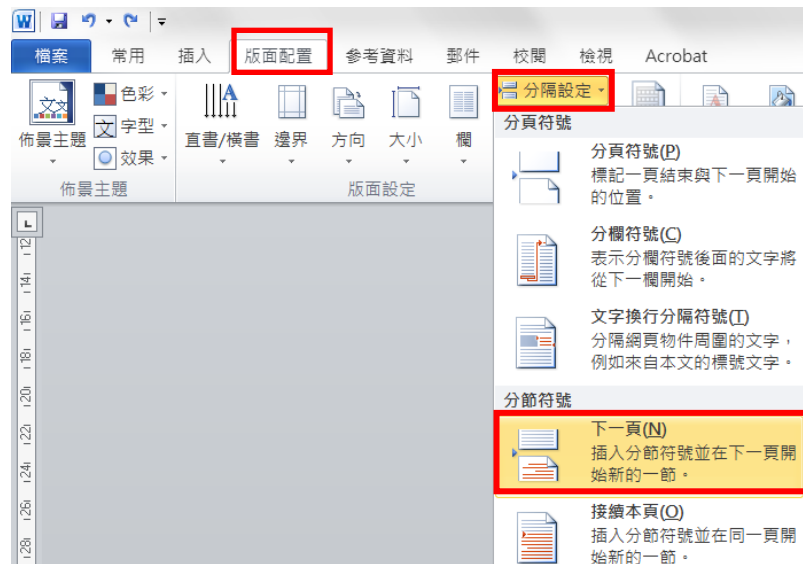 W
檔案 常用 插入 版面配置 參考資料 郵件 校閱 檢視 Acrobat
佈景主題 色彩 字型 效果 直書/橫書 邊界 方向 大小 欄 分隔設定
佈景主題 版面設定
分頁符號
分頁符號(P)
標記一頁結束與下一頁開始
的位置。
分欄符號(C)
表示分欄符號後面的文字將
從下一欄開始。
文字換行分隔符號(T)
分隔網頁物件周圍的文字，
例如來自本文的標號文字。
分節符號
下一頁(N)
插入分節符號並在下一頁開
始新的一節。
接續本頁(O)
插入分節符號並在同一頁開
始新的一節。
L
12
14
16
18
20
22
24
26
28